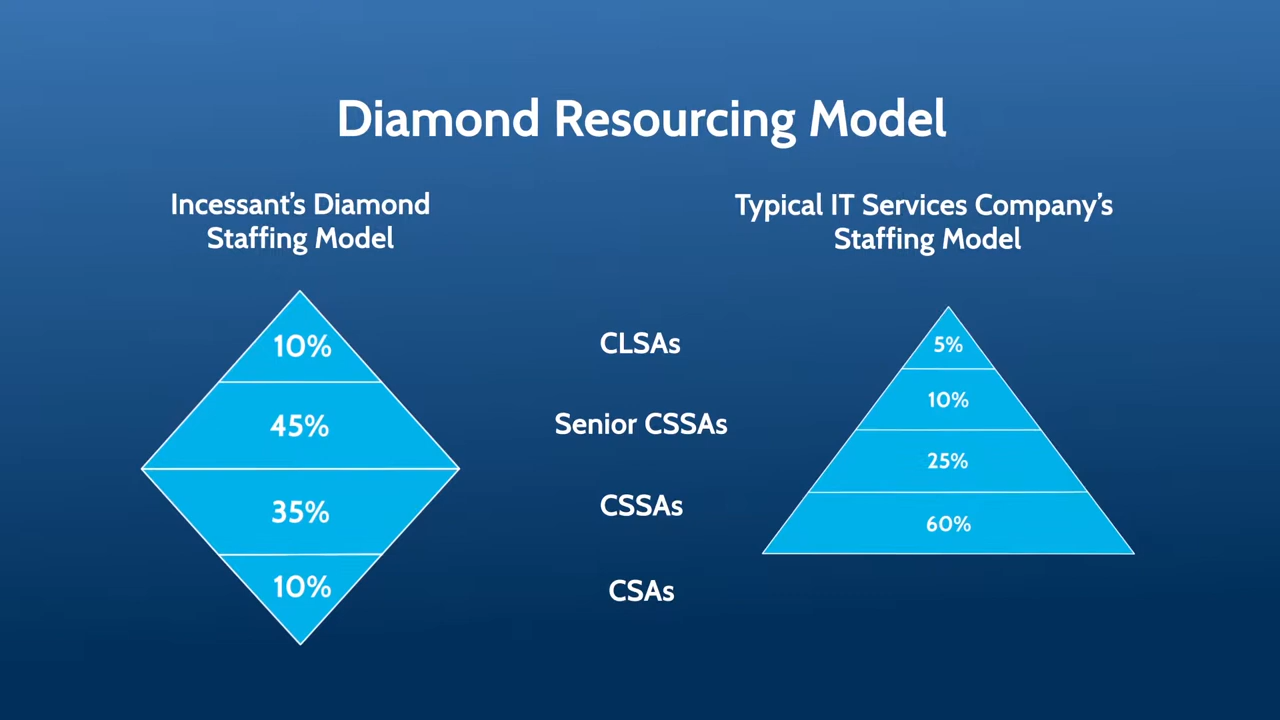 Diamond Resourcing Model
Incessant’s Diamond
Staffing Model
Typical IT Services Company’s
Staffing Model
10%
CLSAs
5%
45%
Senior CSSAs
10%
35%
CSSAs
25%
10%
CSAs
60%